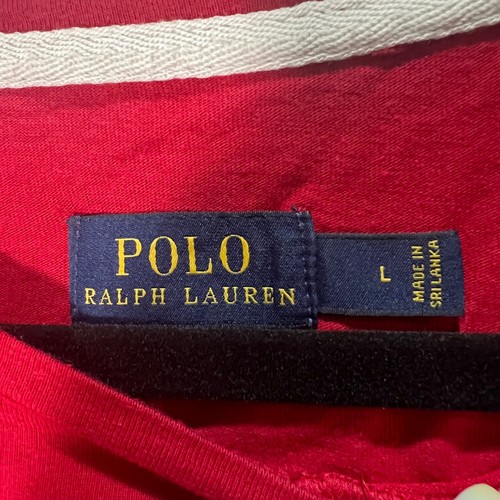 POLO
RALPH LAUREN
L
MADE IN
SRI LANKA